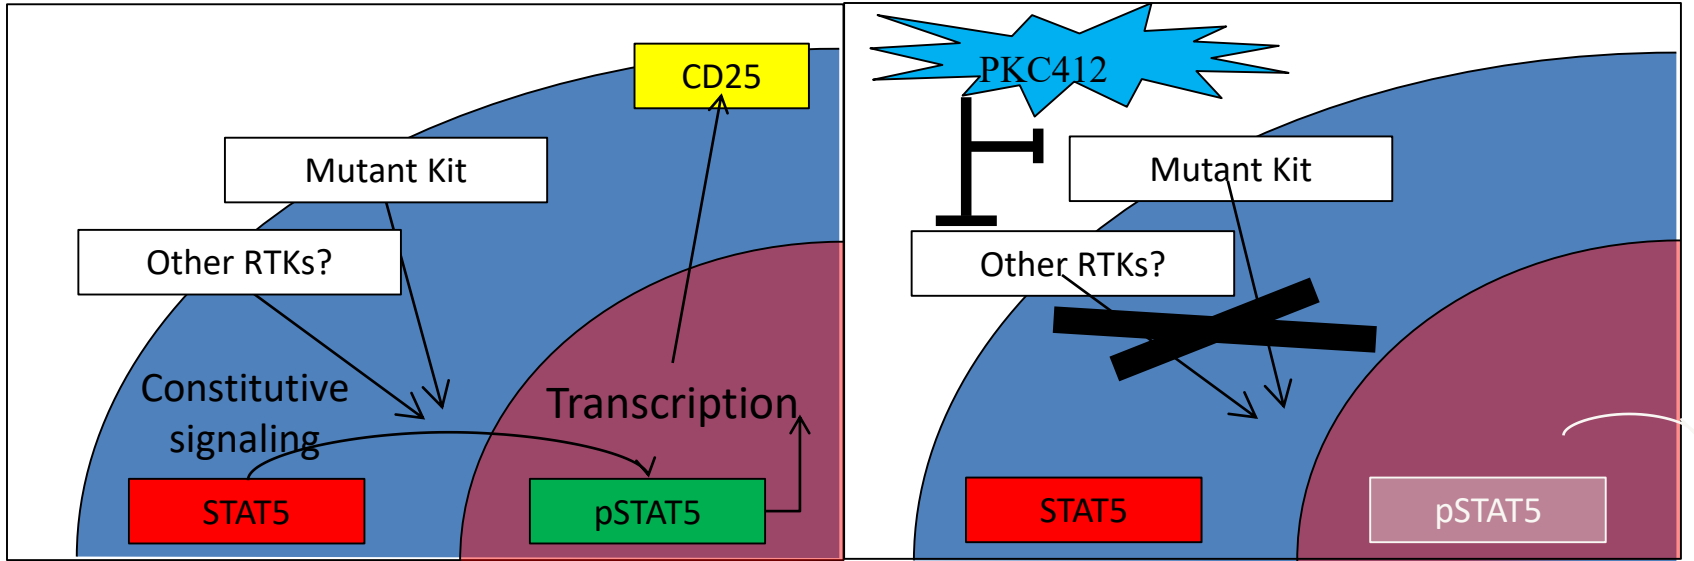 CD25
Mutant Kit
Other RTKs?
Constitutive
signaling
Transcription
STAT5
pSTAT5
PKC412
Mutant Kit
Other RTKs?
STAT5
pSTAT5